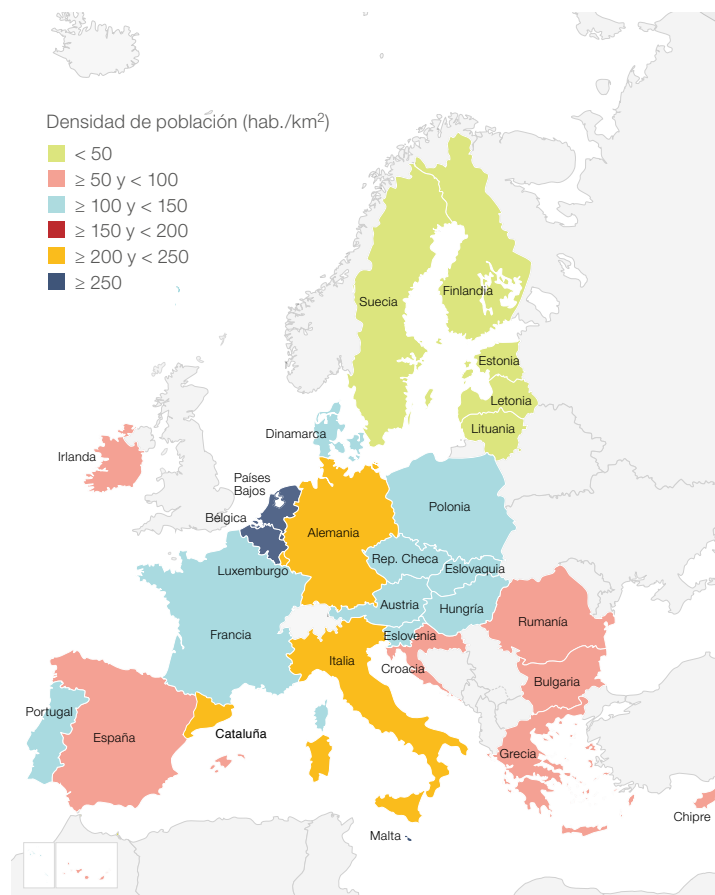 Densidad de población (hab./km²)
< 50
≥ 50 y < 100
≥ 100 y < 150
≥ 150 y < 200
≥ 200 y < 250
≥ 250
Suecia
Finlandia
Estonia
Letonia
Lituania
Dinamarca
Irlanda
Países
Bajos
Bélgica
Alemania
Polonia
Luxemburgo
Rep. Checa
Eslovaquia
Austria
Hungría
Francia
Eslovenia
Rumanía
Italia
Croacia
Bulgaria
Portugal
España
Cataluña
Grecia
Chipre
Malta